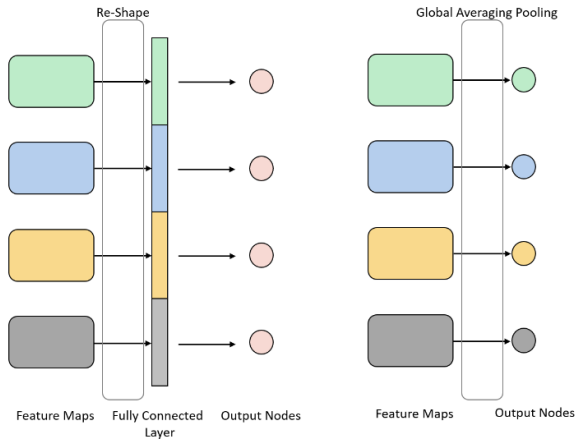 Re-Shape
Global Averaging Pooling
Feature Maps
Fully Connected
Layer
Output Nodes
Feature Maps
Output Nodes